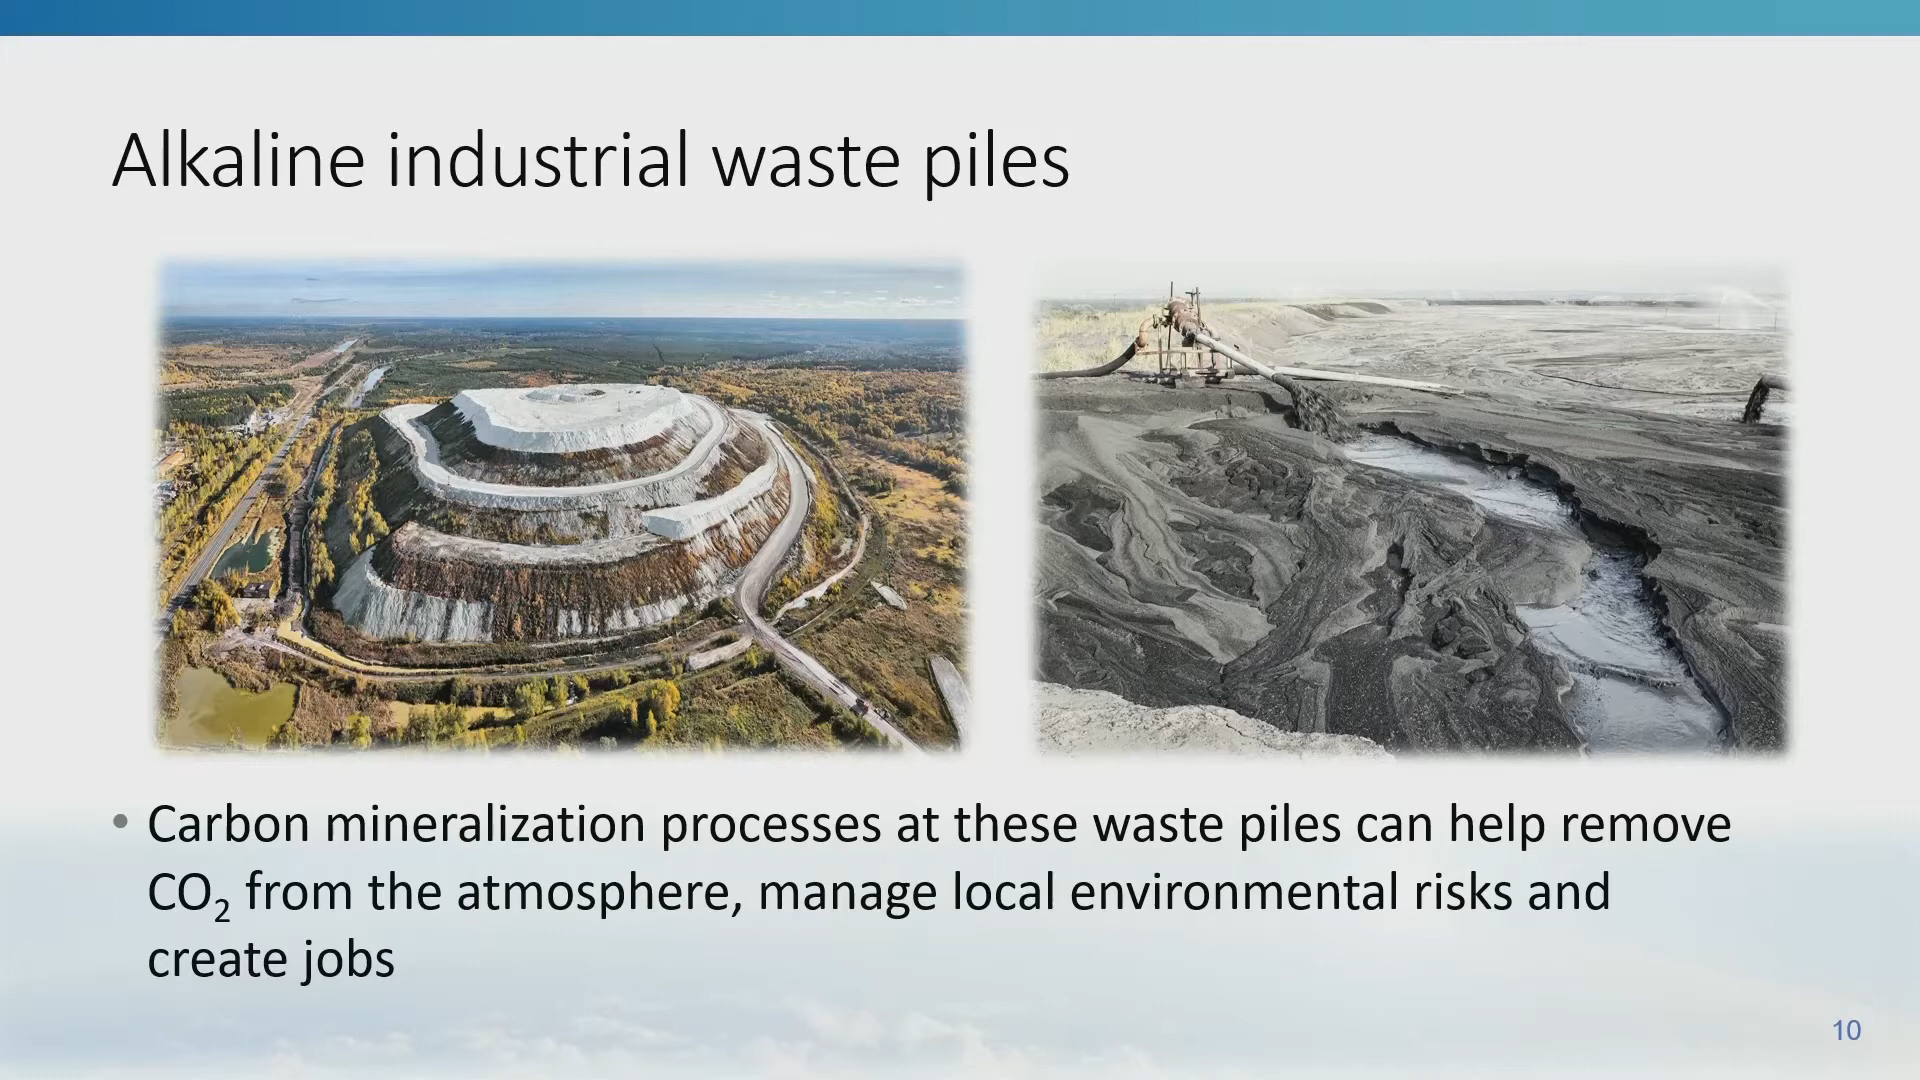 Alkaline industrial waste piles
• Carbon mineralization processes at these waste piles can help remove
CO₂ from the atmosphere, manage local environmental risks and
create jobs
10